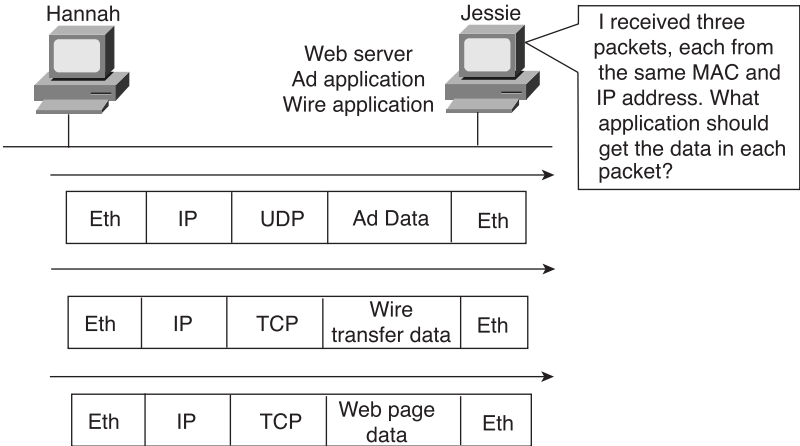 Hannah
Jessie
Web server
Ad application
Wire application
I received three
packets, each from
the same MAC and
IP address. What
application should
get the data in each
packet?
Eth IP UDP Ad Data Eth
Eth IP TCP Wire transfer data Eth
Eth IP TCP Web page data Eth